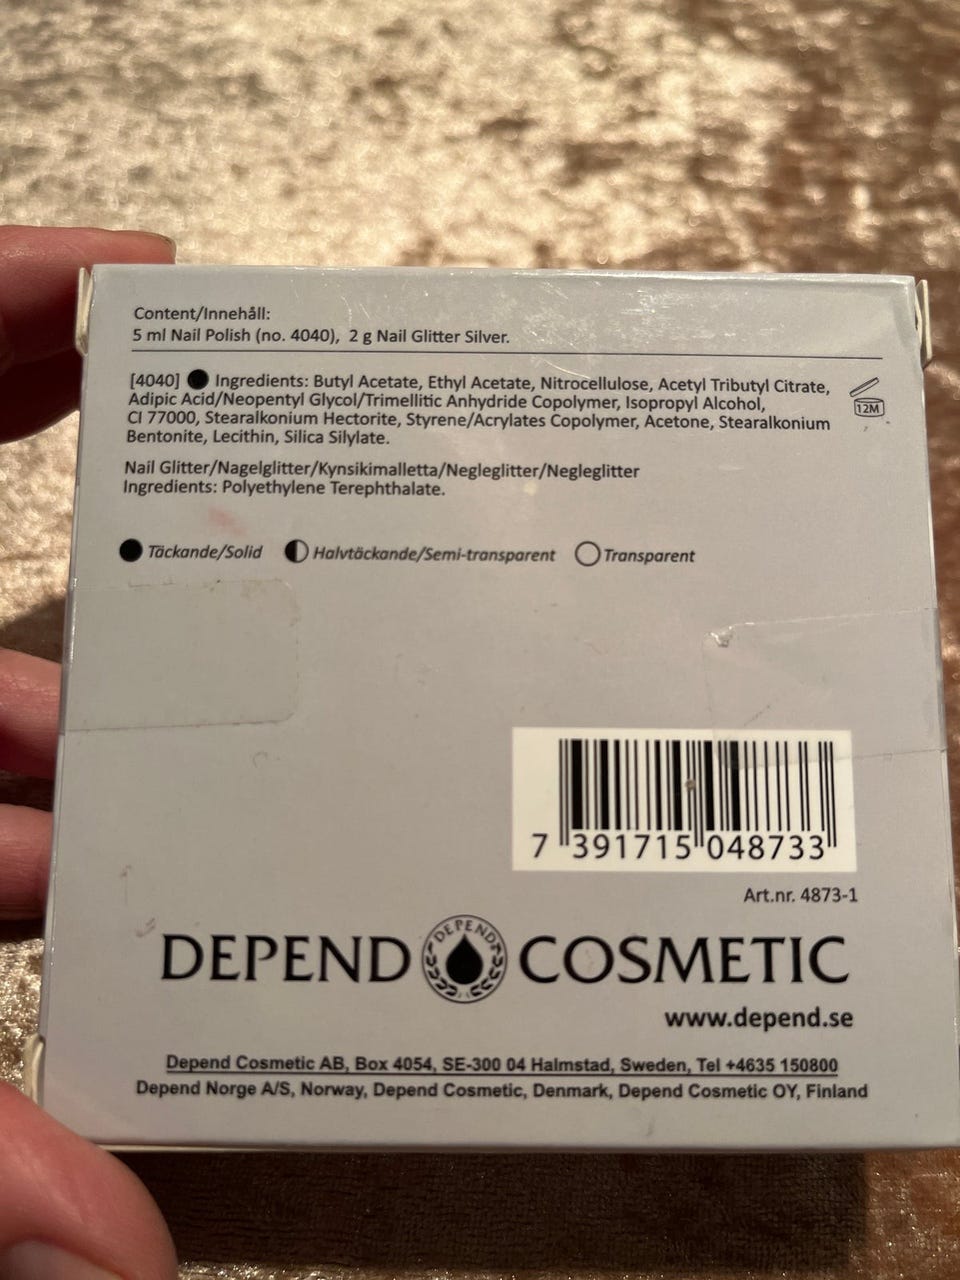 Content/Innehåll:
5 ml Nail Polish (no. 4040), 2 g Nail Glitter Silver.
[4040] Ingredients: Butyl Acetate, Ethyl Acetate, Nitrocellulose, Acetyl Tributyl Citrate,
Adipic Acid/Neopentyl Glycol/Trimellitic Anhydride Copolymer, Isopropyl Alcohol,
CI 77000, Stearalkonium Hectorite, Styrene/Acrylates Copolymer, Acetone, Stearalkonium
Bentonite, Lecithin, Silica Silylate.
12M
Nail Glitter/Nagelglitter/Kynsikimalletta/Negleglitter/Negleglitter
Ingredients: Polyethylene Terephthalate.
Täckande/Solid Halvtäckande/Semi-transparent Transparent
7 391715 048733
Art.nr. 4873-1
DEPEND DEPEND COSMETIC
www.depend.se
Depend Cosmetic AB, Box 4054, SE-300 04 Halmstad, Sweden, Tel +4635 150800
Depend Norge A/S, Norway, Depend Cosmetic, Denmark, Depend Cosmetic OY, Finland